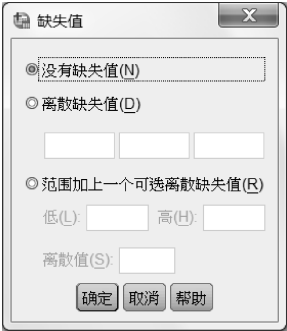 缺失值
没有缺失值(N)
离散缺失值(D)
范围加上一个可选离散缺失值(R)
低(L): 高(H):
离散值(S):
确定 取消 帮助